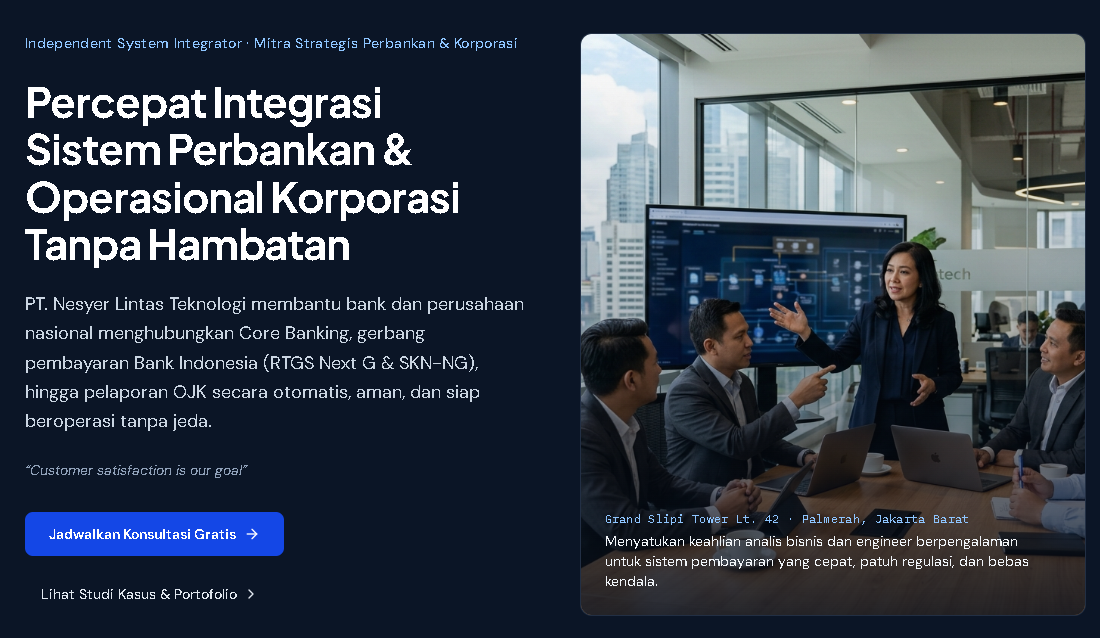 Independent System Integrator · Mitra Strategis Perbankan & Korporasi
Percepat Integrasi
Sistem Perbankan &
Operasional Korporasi
Tanpa Hambatan
PT. Nesyer Lintas Teknologi membantu bank dan perusahaan
nasional menghubungkan Core Banking, gerbang
pembayaran Bank Indonesia (RTGS Next G & SKN-NG),
hingga pelaporan OJK secara otomatis, aman, dan siap
beroperasi tanpa jeda.
“Customer satisfaction is our goal”
Jadwalkan Konsultasi Gratis →
Lihat Studi Kasus & Portofolio >
tech
Grand Slipi Tower Lt. 42 · Palmerah, Jakarta Barat
Menyatukan keahlian analis bisnis dan engineer berpengalaman
untuk sistem pembayaran yang cepat, patuh regulasi, dan bebas
kendala.